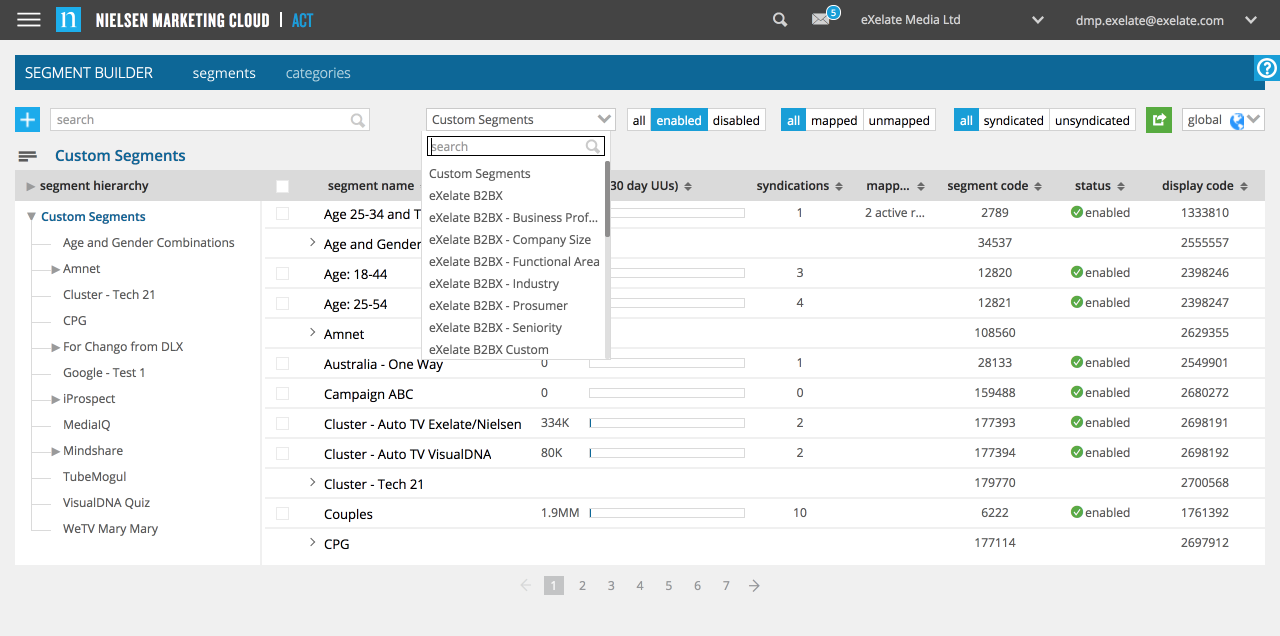 n NIELSEN MARKETING CLOUD | ACT 5 eXelate Media Ltd dmp.exelate@exelate.com
SEGMENT BUILDER segments categories ?
+ search Custom Segments all enabled disabled all mapped unmapped all syndicated unsyndicated global
search
Custom Segments
Custom Segments
eXelate B2BX
eXelate B2BX - Business Prof...
eXelate B2BX - Company Size
eXelate B2BX - Functional Area
eXelate B2BX - Industry
eXelate B2BX - Prosumer
eXelate B2BX - Seniority
eXelate B2BX Custom
segment hierarchy
Custom Segments
Age and Gender Combinations
Amnet
Cluster - Tech 21
CPG
For Chango from DLX
Google - Test 1
iProspect
MediaIQ
Mindshare
TubeMogul
VisualDNA Quiz
WeTV Mary Mary
segment name 30 day UUs) syndications mapp... segment code status display code
Age 25-34 and T 1 2 active r... 2789 enabled 1333810
Age and Gender 34537 2555557
Age: 18-44 3 12820 enabled 2398246
Age: 25-54 4 12821 enabled 2398247
Amnet 108560 2629355
Australia - One Way 0 1 28133 enabled 2549901
Campaign ABC 0 0 159488 enabled 2680272
Cluster - Auto TV Exelate/Nielsen 334K 2 177393 enabled 2698191
Cluster - Auto TV VisualDNA 80K 2 177394 enabled 2698192
Cluster - Tech 21 179770 2700568
Couples 1.9MM 10 6222 enabled 1761392
CPG 177114 2697912
1 2 3 4 5 6 7